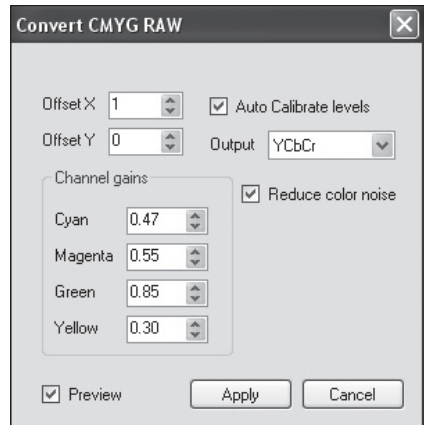 Convert CMYG RAW
Offset X 1
Auto Calibrate levels
Offset Y 0
Output YCbCr
Channel gains
Reduce color noise
Cyan 0.47
Magenta 0.55
Green 0.85
Yellow 0.30
Preview
Apply
Cancel